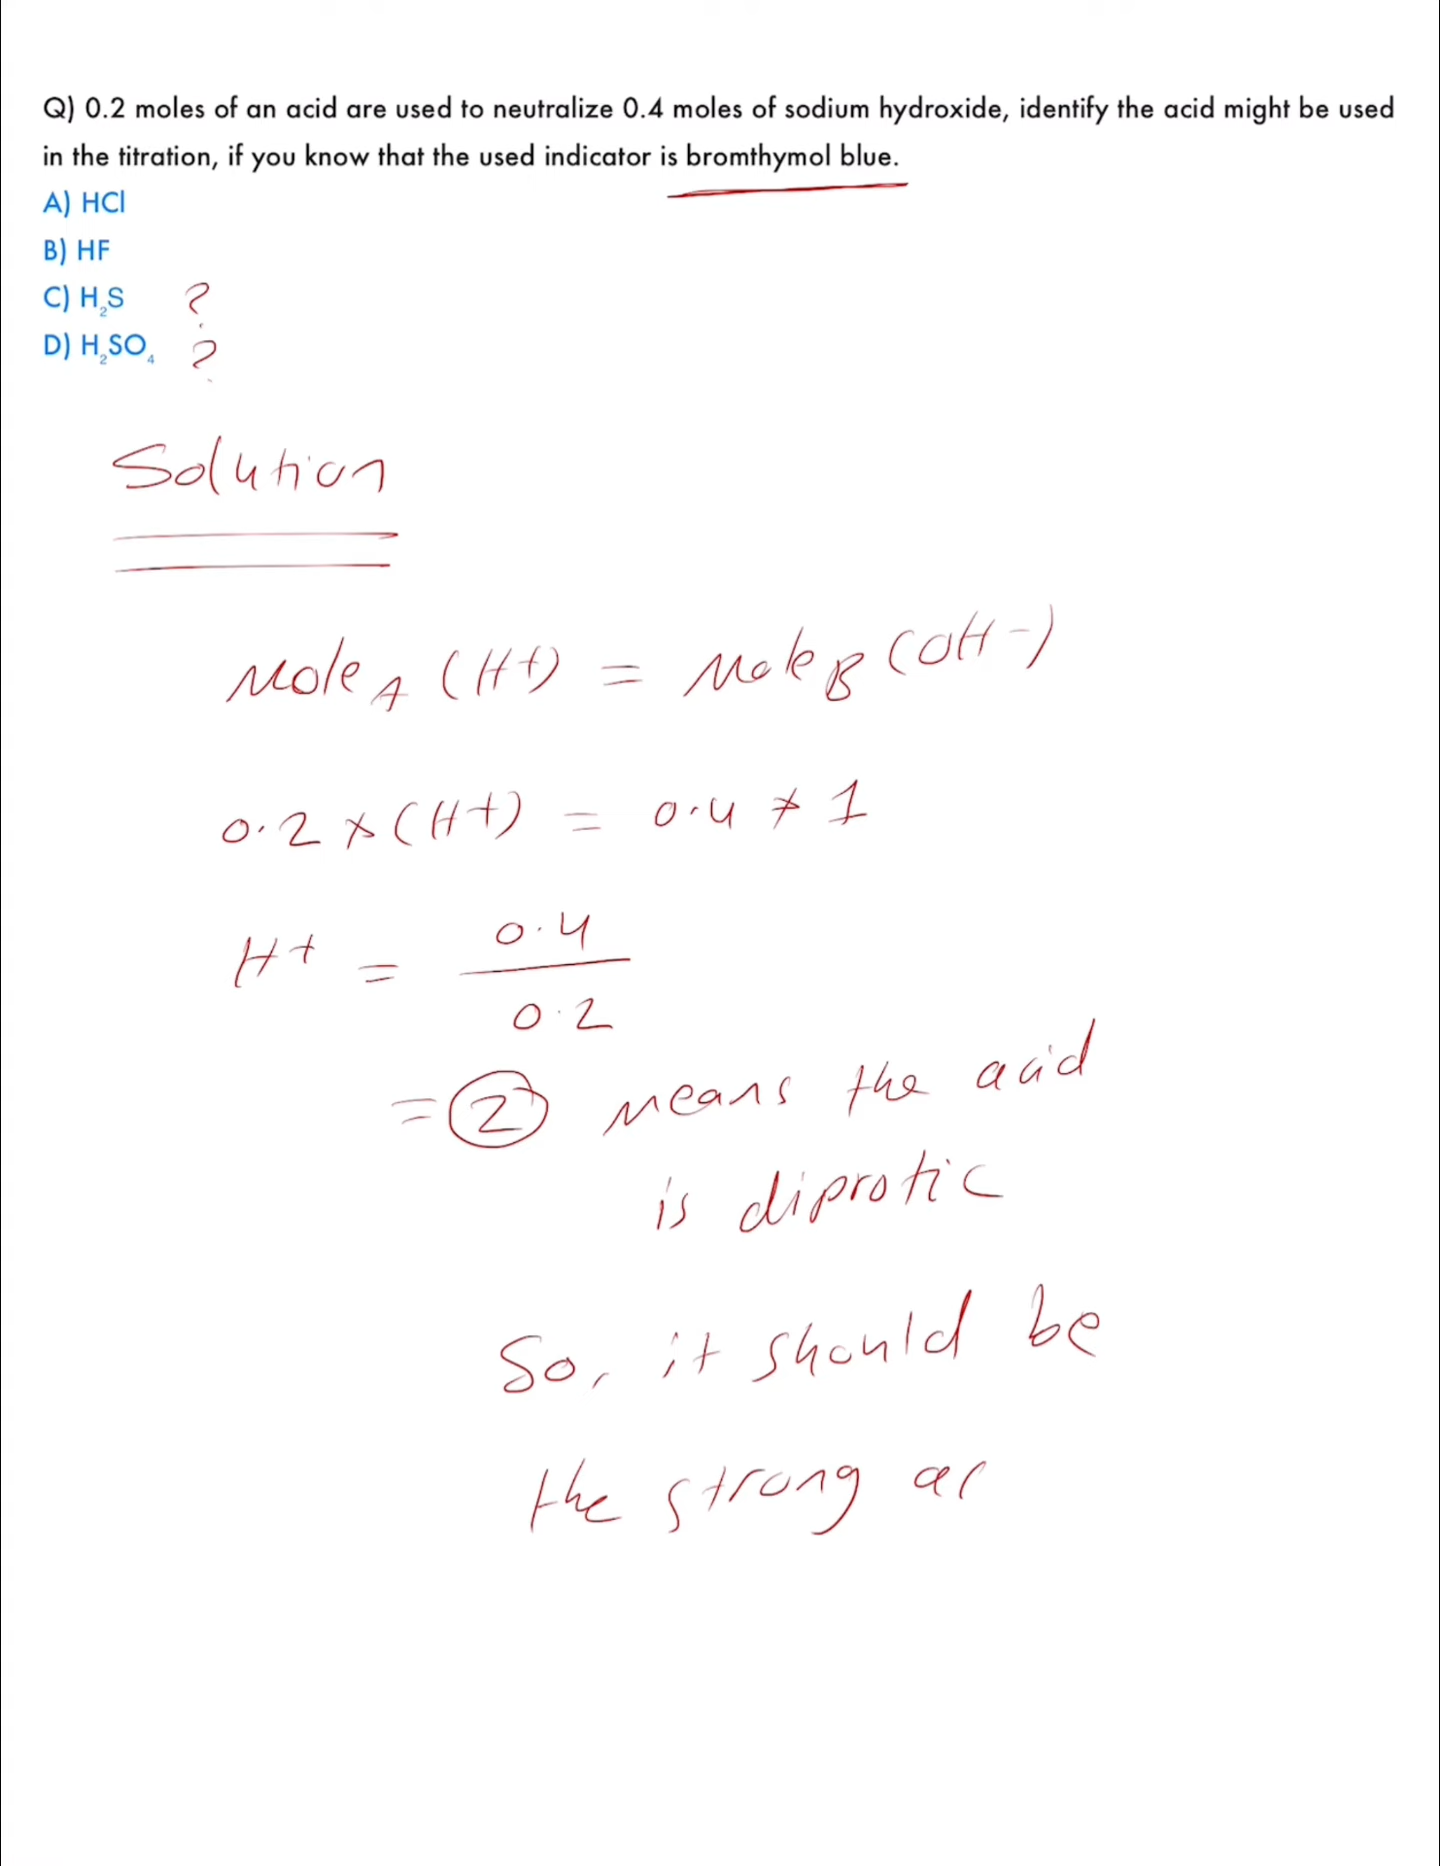 Q) 0.2 moles of an acid are used to neutralize 0.4 moles of sodium hydroxide, identify the acid might be used
in the titration, if you know that the used indicator is bromthymol blue.
A) HCl
B) HF
C) H₂S ?
D) H₂SO₄ ?
Solution
Mole A (H+) = Mole B (OH-)
0.2 × (H+) = 0.4 × 1
H+ = 0.4
0.2
= 2 means the acid
is diprotic
So, it should be
the strong ac